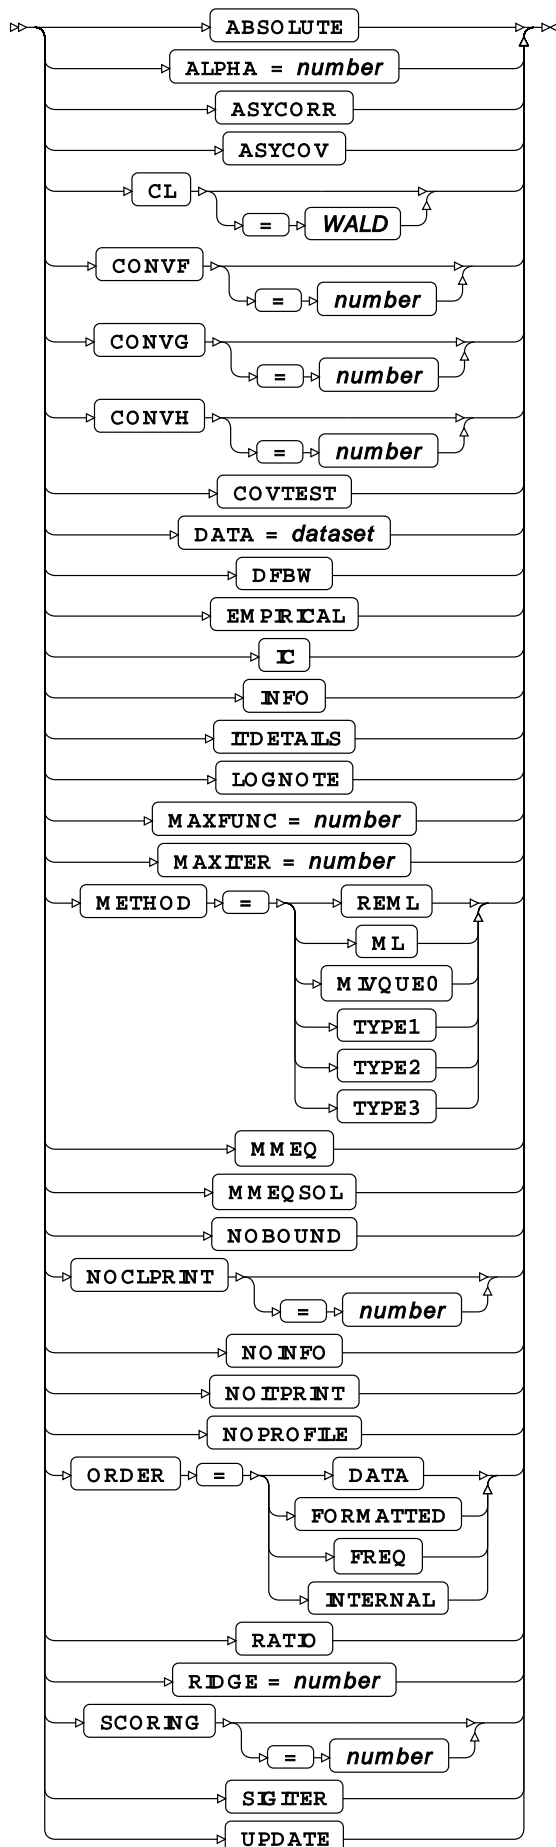 ABSOLUTE
ALPHA = number
ASYCORR
ASYCOV
CL
= WALD
CONVF
= number
CONVG
= number
CONVH
= number
COVTEST
DATA = dataset
DFBW
EMPIRICAL
IC
INFO
ITDETAILS
LOGNOTE
MAXFUNC = number
MAXITER = number
METHOD = REML
ML
MIVQUE0
TYPE1
TYPE2
TYPE3
MMEQ
MMEQSOL
NOBOUND
NOCLPRINT
= number
NOINFO
NOITPRINT
NOPROFILE
ORDER = DATA
FORMATTED
FREQ
INTERNAL
RATIO
RIDGE = number
SCORING
= number
SIGITER
UPDATE